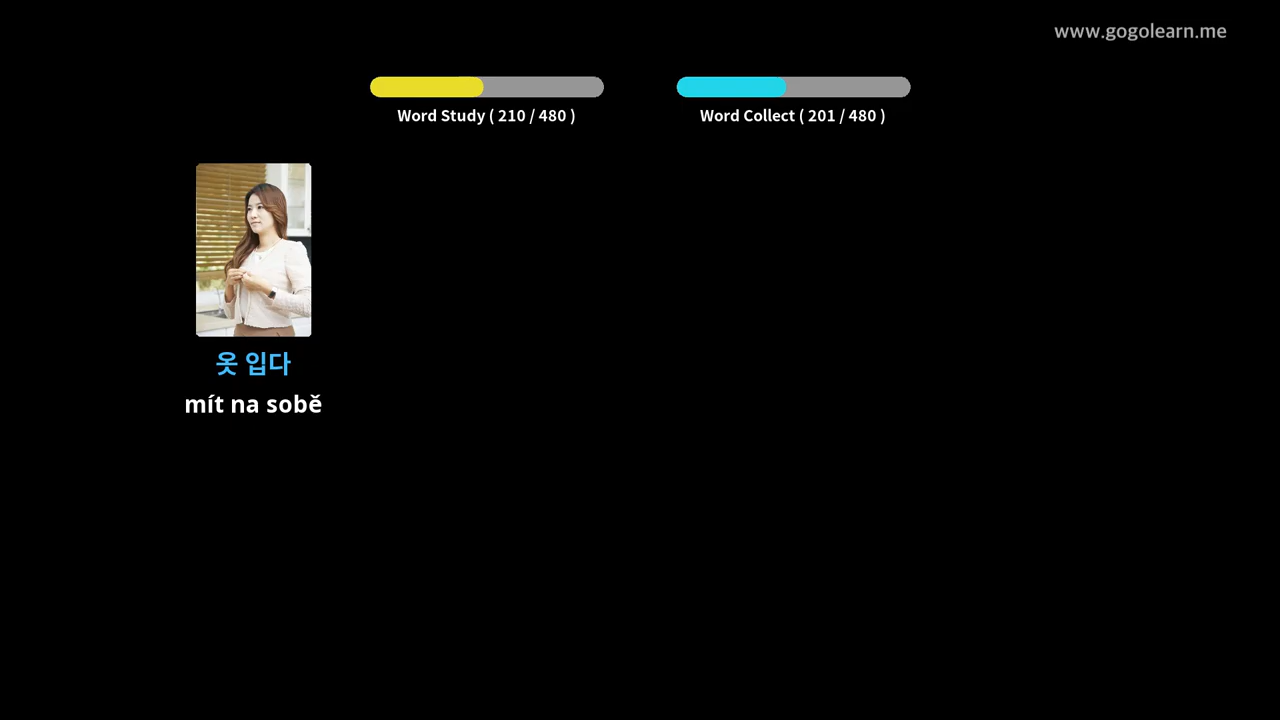 www.gogolearn.me
Word Study ( 210 / 480 )
Word Collect ( 201 / 480 )
옷 입다
mít na sobě